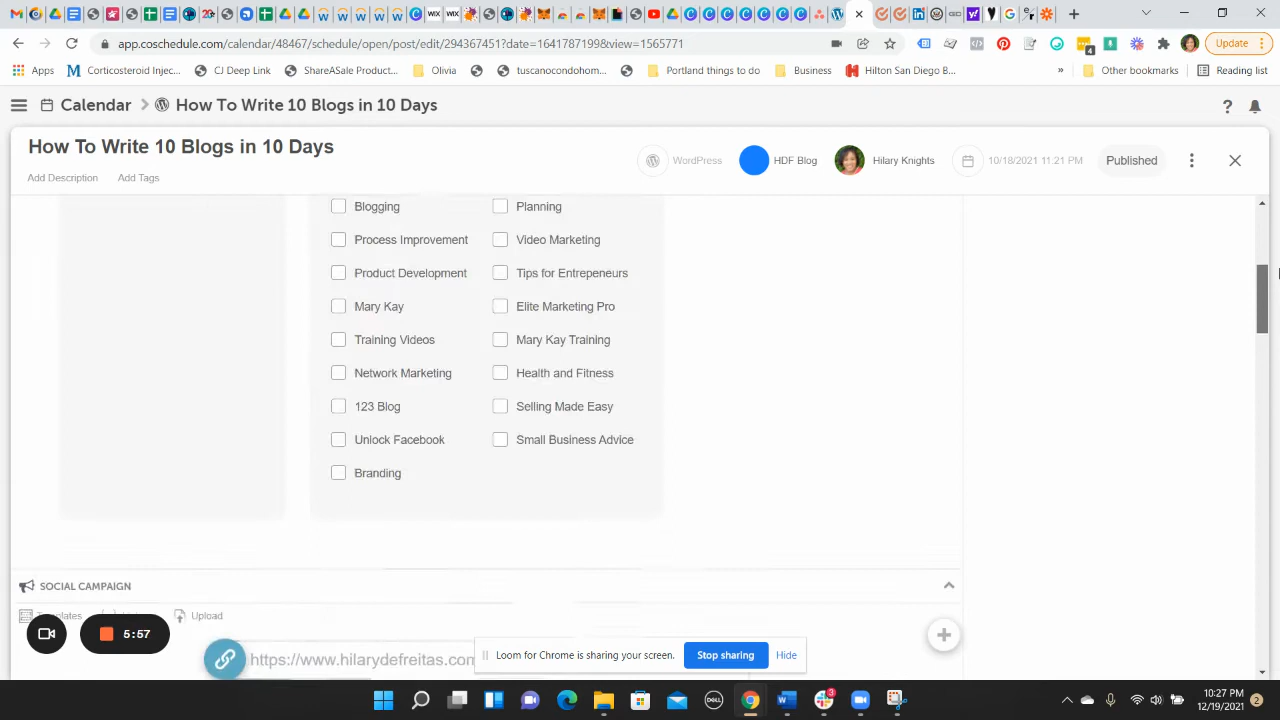 app.coschedule.com/calendar/48467/schedule/open/post/edit/29436
?date=1641787199&view=1565771
Update
Apps
Corticosteroid Injec...
CJ Deep Link
ShareASale Product...
Olivia
tuscanocondohom...
Portland things to do
Business
Hilton San Diego B...
»
Other bookmarks
Reading list
Calendar
How To Write 10 Blogs in 10 Days
?
How To Write 10 Blogs in 10 Days
WordPress
HDF Blog
Hilary Knights
10/18/2021 11:21 PM
Published
Add Description
Add Tags
Blogging
Planning
Process Improvement
Video Marketing
Product Development
Tips for Entrepeneurs
Mary Kay
Elite Marketing Pro
Training Videos
Mary Kay Training
Network Marketing
Health and Fitness
123 Blog
Selling Made Easy
Unlock Facebook
Small Business Advice
Branding
SOCIAL CAMPAIGN
Upload
5:57
https://www.hilarydefreitas.com
Loom for Chrome is sharing your screen.
Stop sharing
Hide
DELL
3
10:27 PM
12/19/2021
2